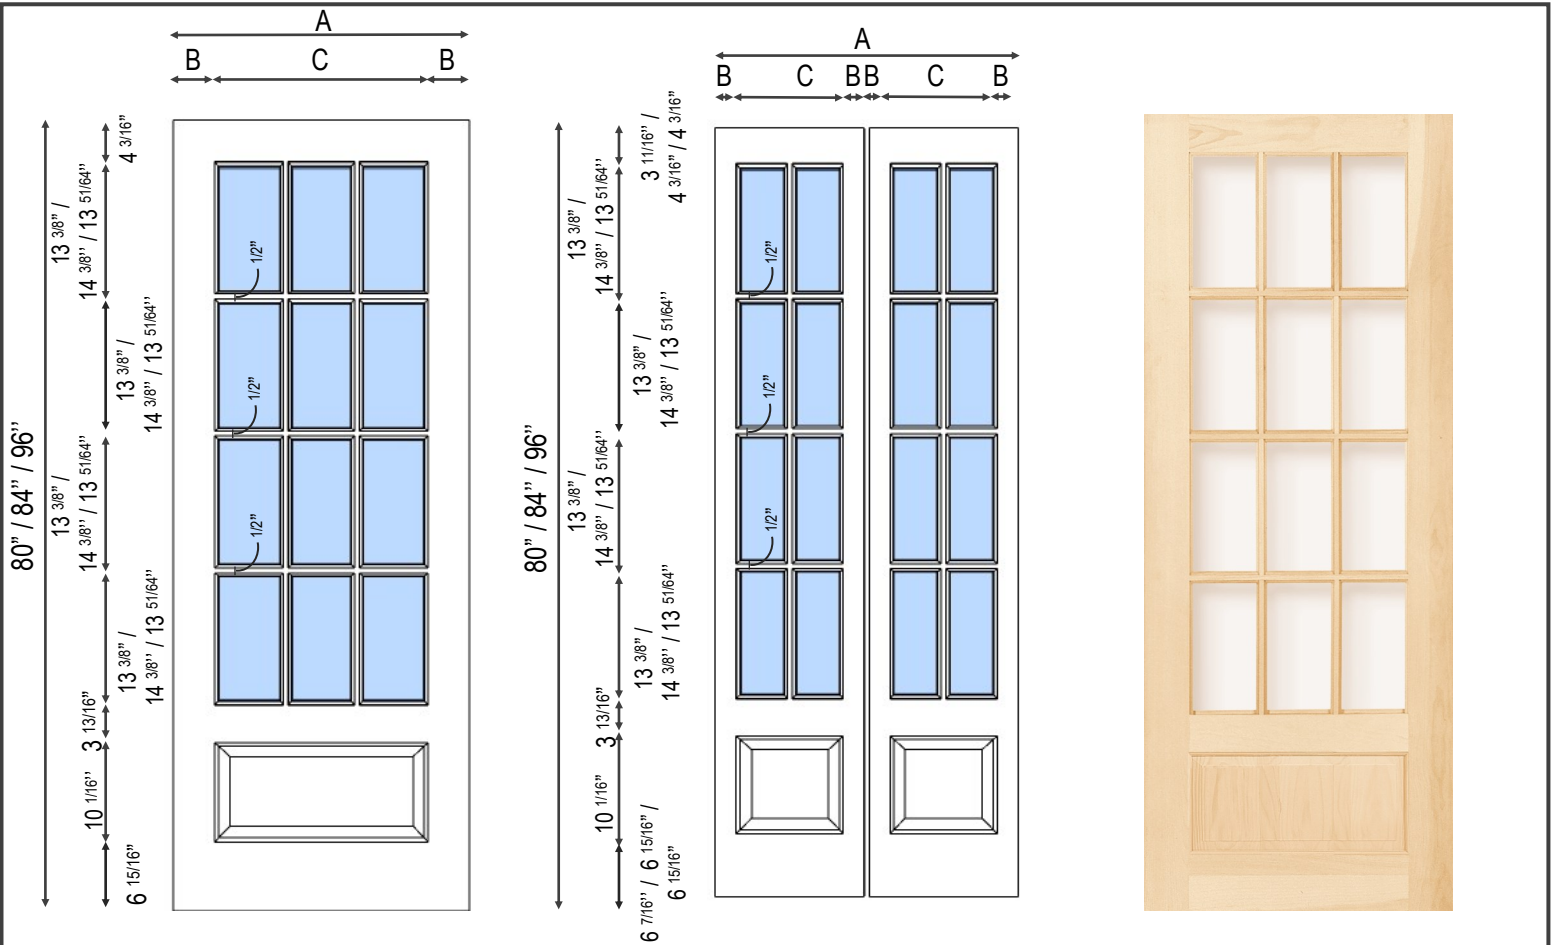 A
B C B
80” / 84” / 96”
4 3/16”
13 3/8” /
14 3/8’’ / 13 51/64’’
13 3/8” /
14 3/8’’ / 13 51/64’’
13 3/8” /
14 3/8’’ / 13 51/64’’
13 3/8” /
14 3/8’’ / 13 51/64’’
3 13/16”
10 1/16’’
6 15/16”
1/2”
1/2”
1/2”
A
B C B B C B
80” / 84” / 96”
3 11/16’’ /
4 3/16” / 4 3/16”
13 3/8” /
14 3/8’’ / 13 51/64’’
13 3/8” /
14 3/8’’ / 13 51/64’’
13 3/8” /
14 3/8’’ / 13 51/64’’
13 3/8” /
14 3/8’’ / 13 51/64’’
3 13/16”
10 1/16”
6 7/16’’ / 6 15/16” /
6 15/16”
1/2”
1/2”
1/2”